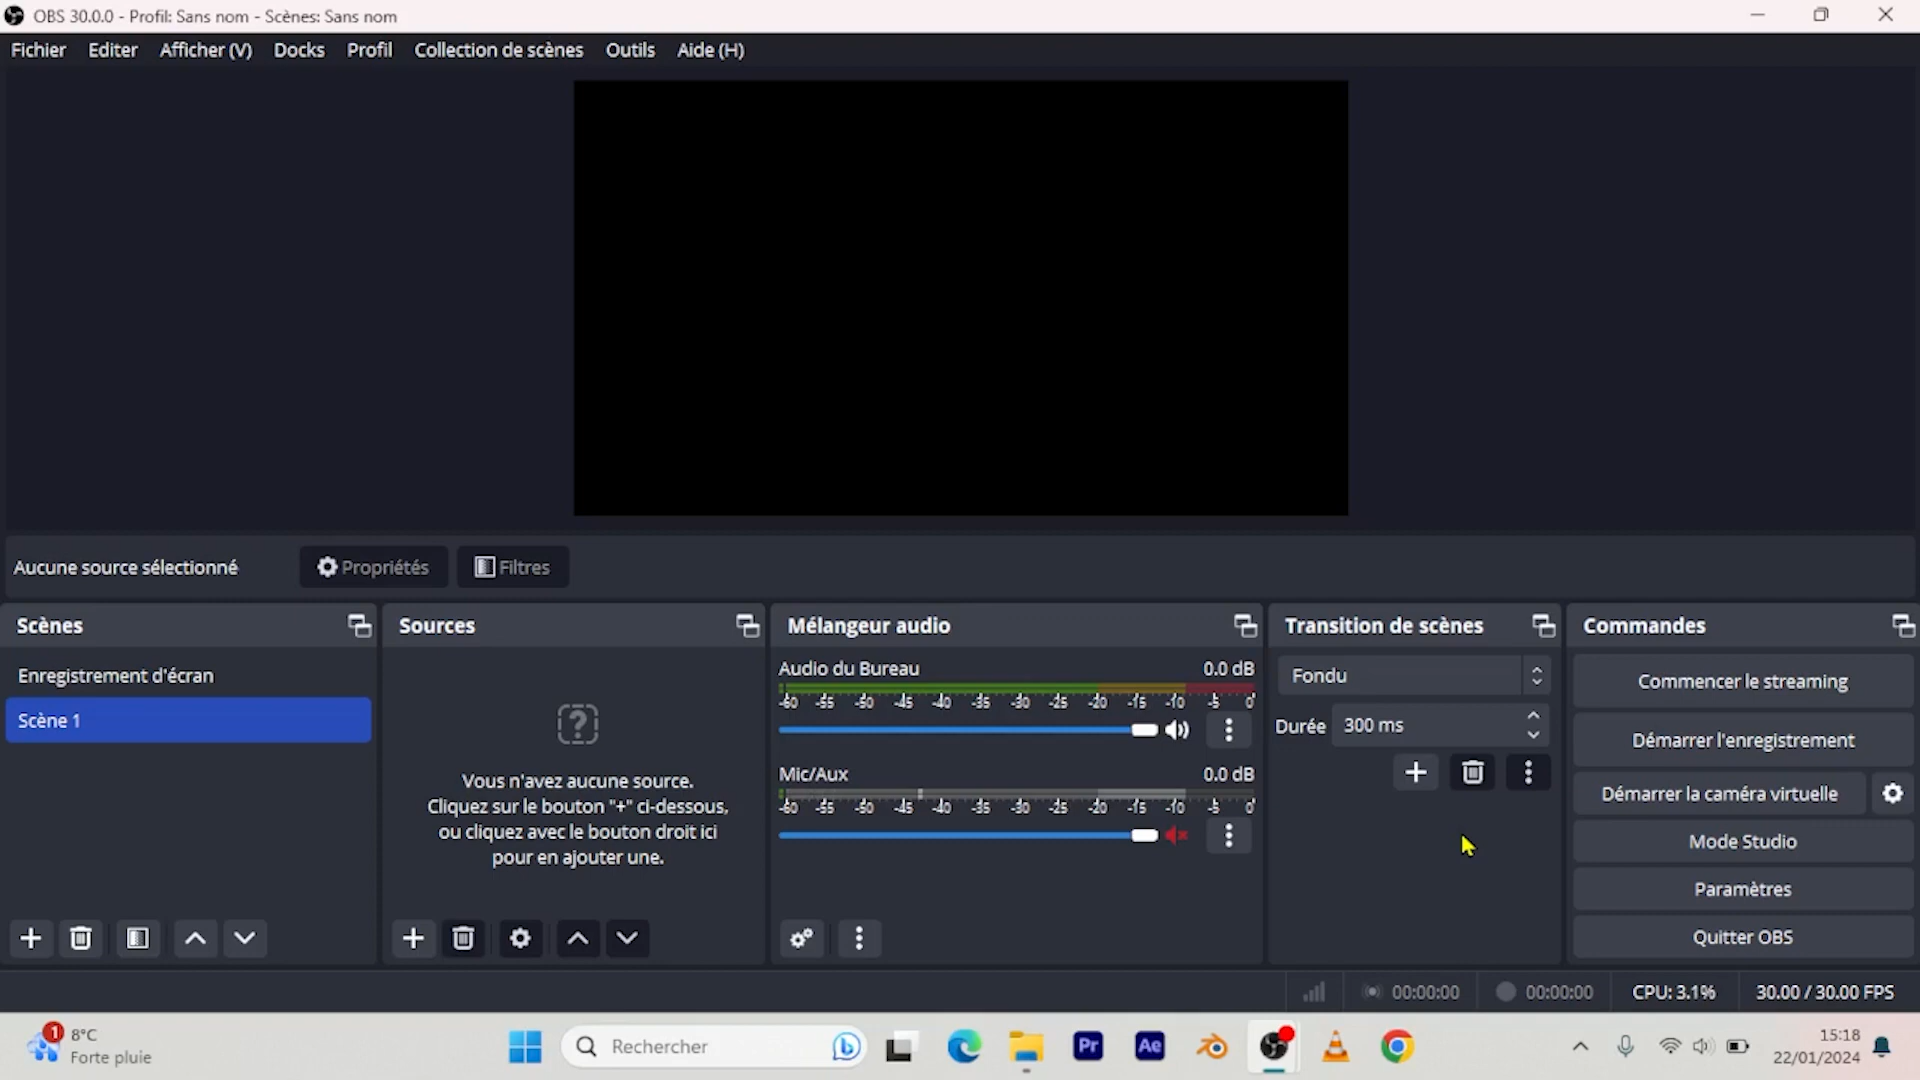 OBS 30.0.0 - Profil: Sans nom - Scènes: Sans nom
Fichier Editer Afficher (V) Docks Profil Collection de scènes Outils Aide (H)
Aucune source sélectionné Propriétés Filtres
Scènes
Enregistrement d'écran
Scène 1
Sources
Vous n'avez aucune source.
Cliquez sur le bouton "+" ci-dessous,
ou cliquez avec le bouton droit ici
pour en ajouter une.
Mélangeur audio
Audio du Bureau 0.0 dB
-60 -55 -50 -45 -40 -35 -30 -25 -20 -15 -10 -5 0
Mic/Aux 0.0 dB
-60 -55 -50 -45 -40 -35 -30 -25 -20 -15 -10 -5 0
Transition de scènes
Fondu
Durée 300 ms
Commandes
Commencer le streaming
Démarrer l'enregistrement
Démarrer la caméra virtuelle
Mode Studio
Paramètres
Quitter OBS
00:00:00 00:00:00 CPU: 3.1% 30.00 / 30.00 FPS
1
8°C
Forte pluie
Rechercher
Pr
Ae
15:18
22/01/2024